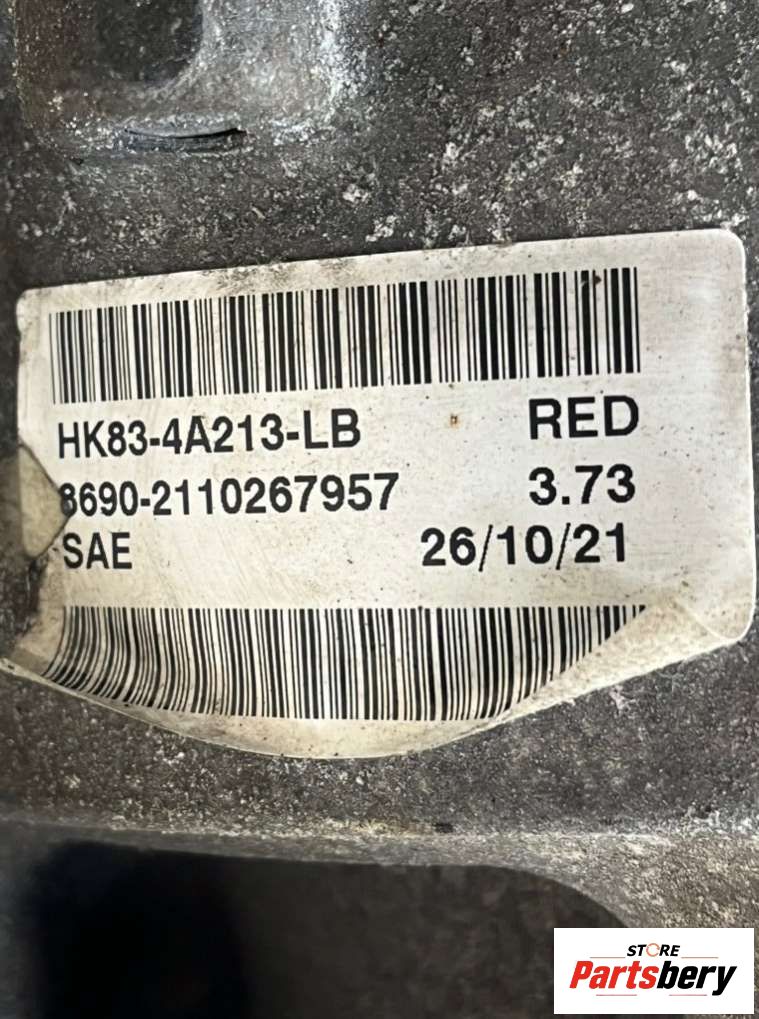 HK83-4A213-LB RED
8690-2110267957 3.73
SAE 26/10/21
STORE
Partsbery